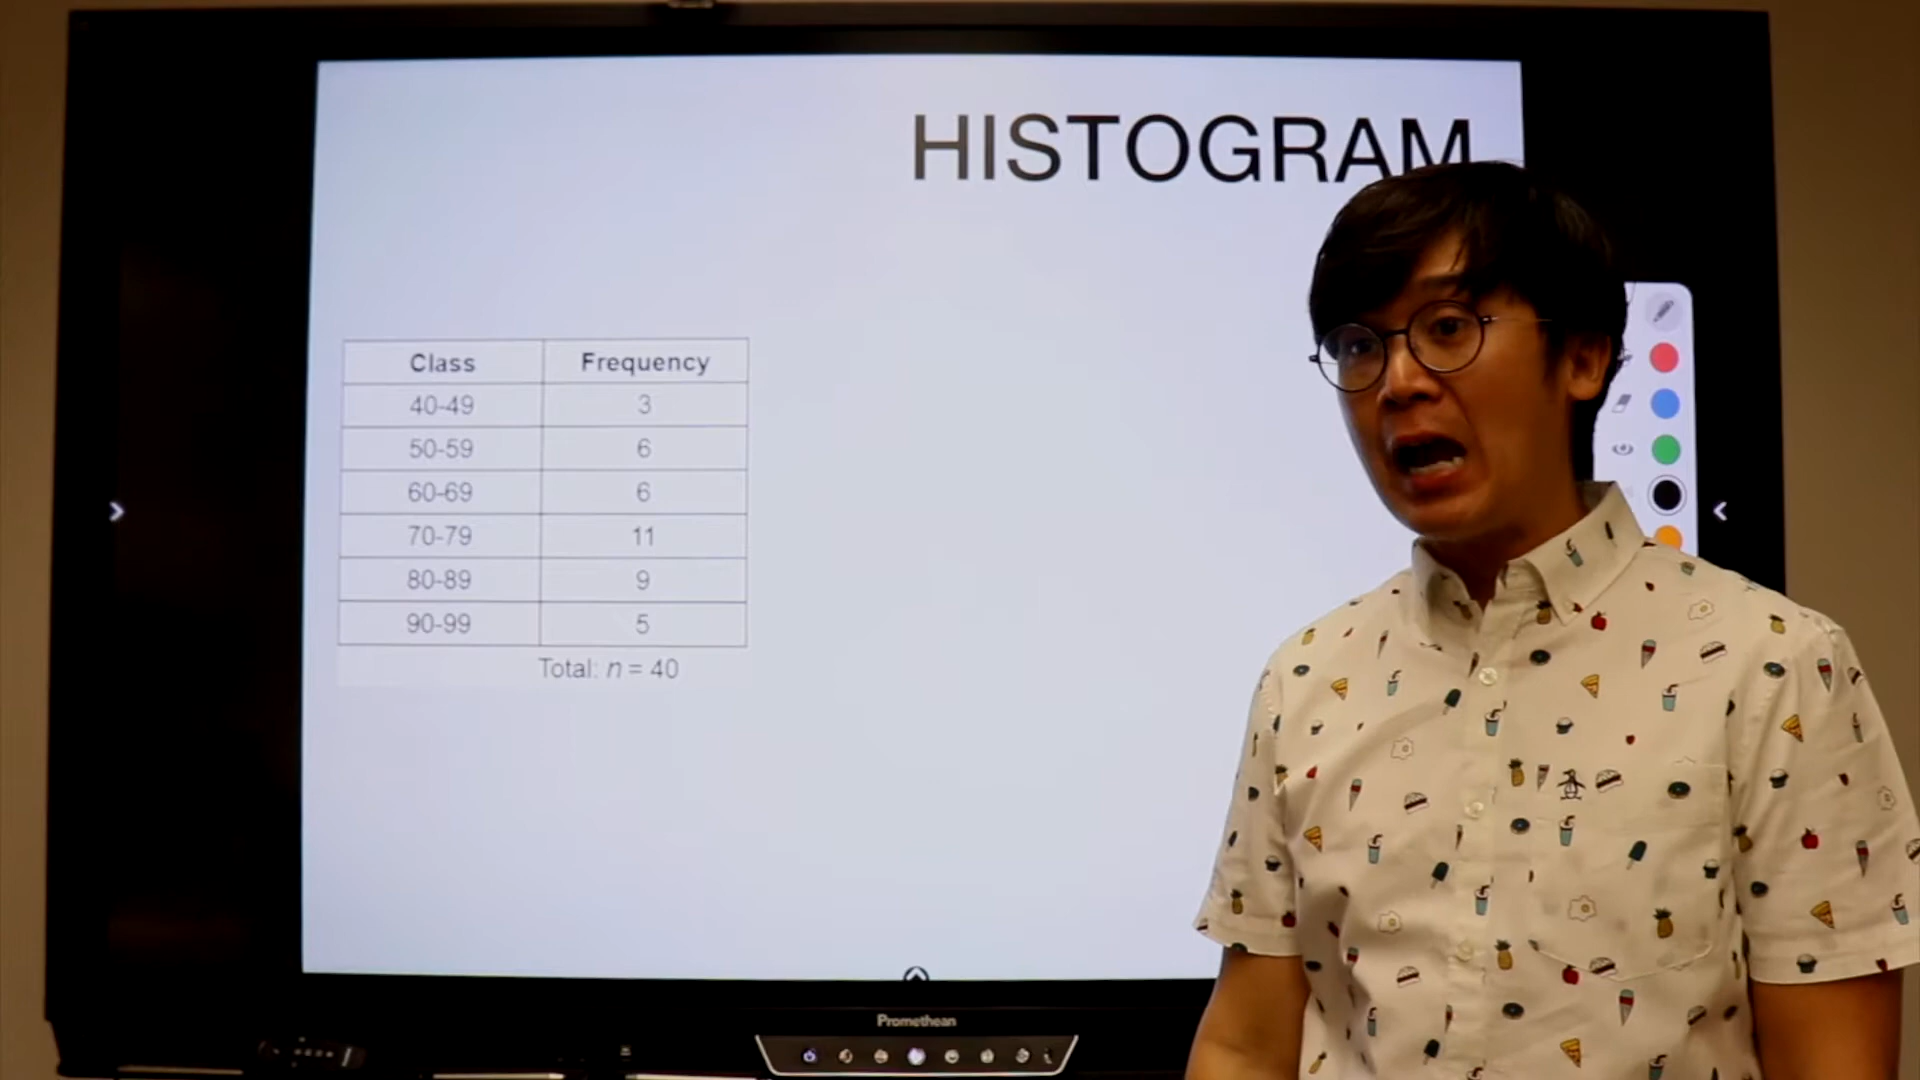 HISTOGRAM
Class Frequency
40-49 3
50-59 6
60-69 6
70-79 11
80-89 9
90-99 5
Total: n = 40
Promethean